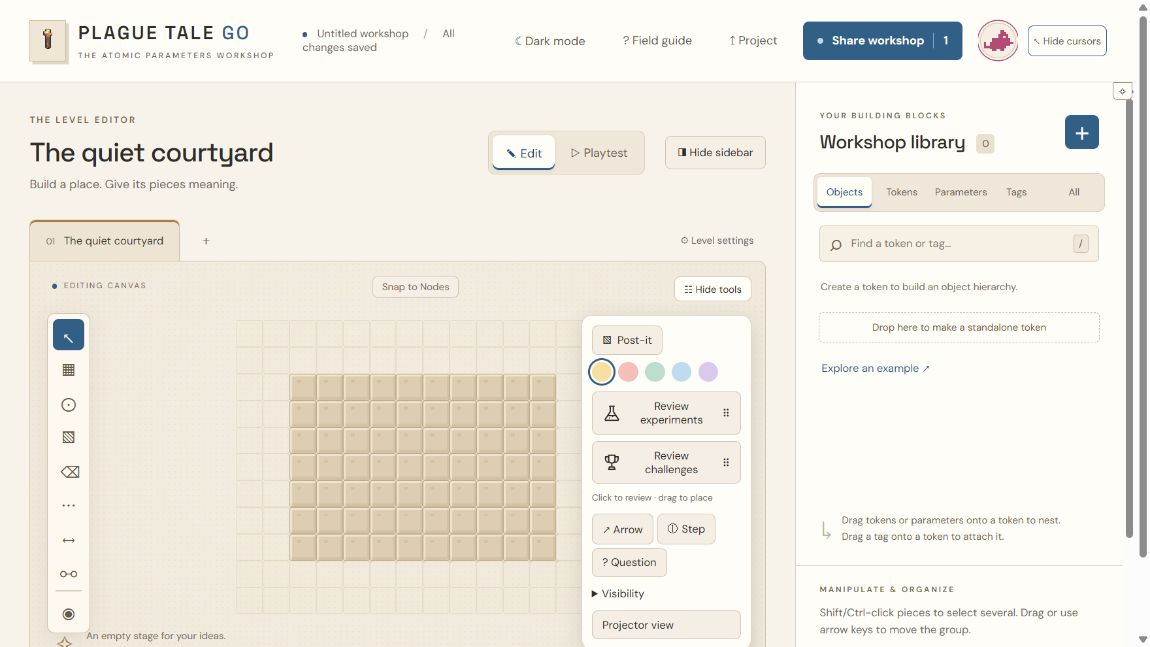 PLAGUE TALE GO
THE ATOMIC PARAMETERS WORKSHOP
Untitled workshop / All
changes saved
Dark mode
? Field guide
Project
Share workshop 1
Hide cursors
THE LEVEL EDITOR
The quiet courtyard
Build a place. Give its pieces meaning.
Edit
Playtest
Hide sidebar
01 The quiet courtyard
+
Level settings
EDITING CANVAS
Snap to Nodes
Hide tools
Post-it
Review
experiments
Review
challenges
Click to review · drag to place
Arrow
Step
? Question
Visibility
Projector view
An empty stage for your ideas.
YOUR BUILDING BLOCKS
Workshop library 0
+
Objects
Tokens
Parameters
Tags
All
Find a token or tag...
/
Create a token to build an object hierarchy.
Drop here to make a standalone token
Explore an example ↗
Drag tokens or parameters onto a token to nest.
Drag a tag onto a token to attach it.
MANIPULATE & ORGANIZE
Shift/Ctrl-click pieces to select several. Drag or use
arrow keys to move the group.